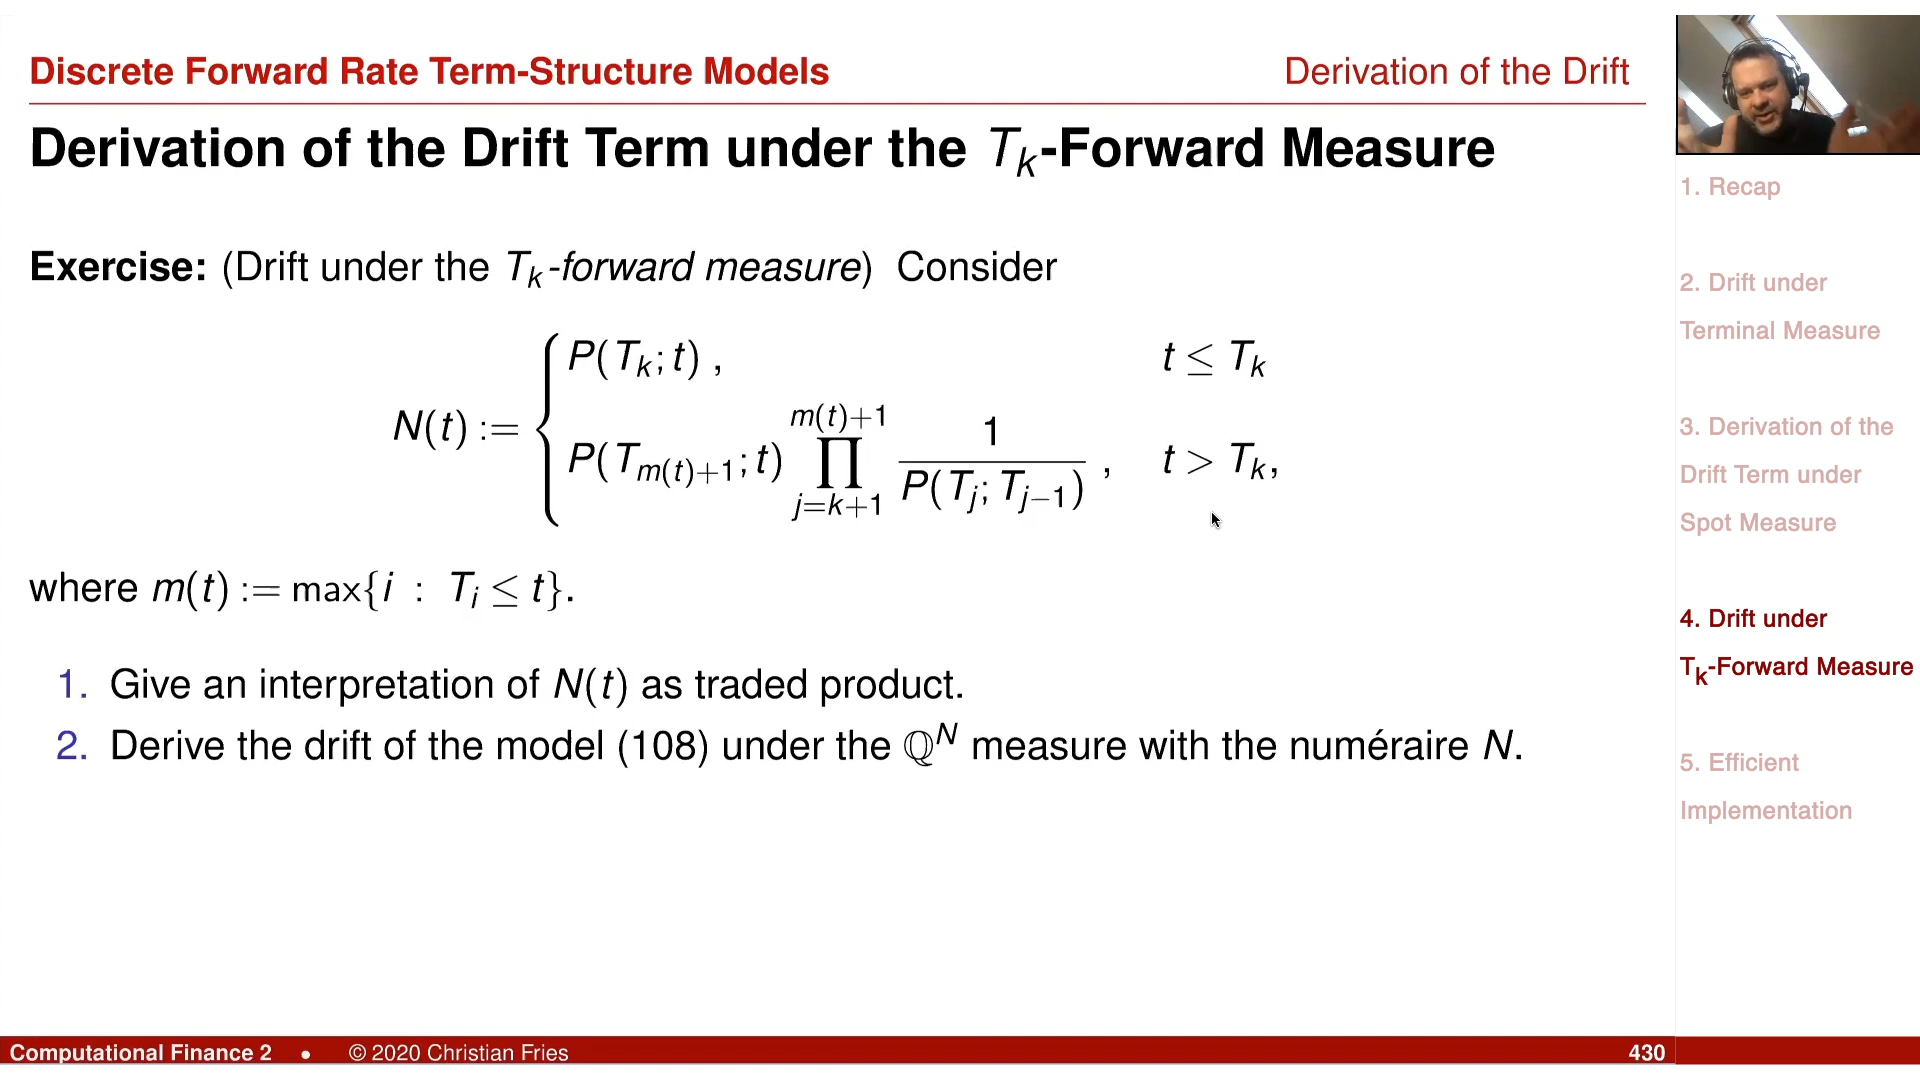 Discrete Forward Rate Term-Structure Models
Derivation of the Drift
Derivation of the Drift Term under the T_k-Forward Measure
Exercise: (Drift under the T_k-forward measure) Consider
N(t) := { P(T_k; t) , t ≤ T_k
P(T_{m(t)+1}; t) ∏_{j=k+1}^{m(t)+1} 1 / P(T_j; T_{j−1}) , t > T_k,
where m(t) := max{i : T_i ≤ t}.
1. Give an interpretation of N(t) as traded product.
2. Derive the drift of the model (108) under the ℚ^N measure with the numéraire N.
1. Recap
2. Drift under
Terminal Measure
3. Derivation of the
Drift Term under
Spot Measure
4. Drift under
T_k-Forward Measure
5. Efficient
Implementation
Computational Finance 2 • © 2020 Christian Fries
430